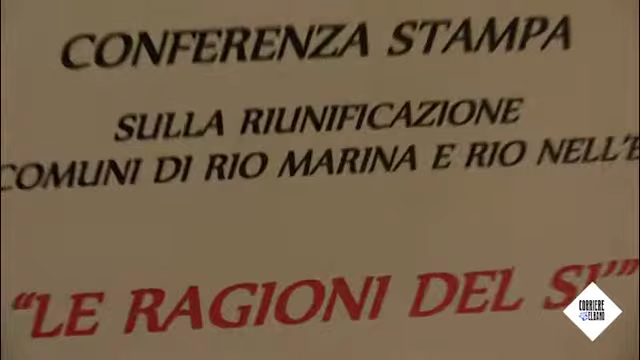 CONFERENZA STAMPA
SULLA RIUNIFICAZIONE
COMUNI DI RIO MARINA E RIO NELL'E
"LE RAGIONI DEL SI'"
CORRIERE
ELBANO